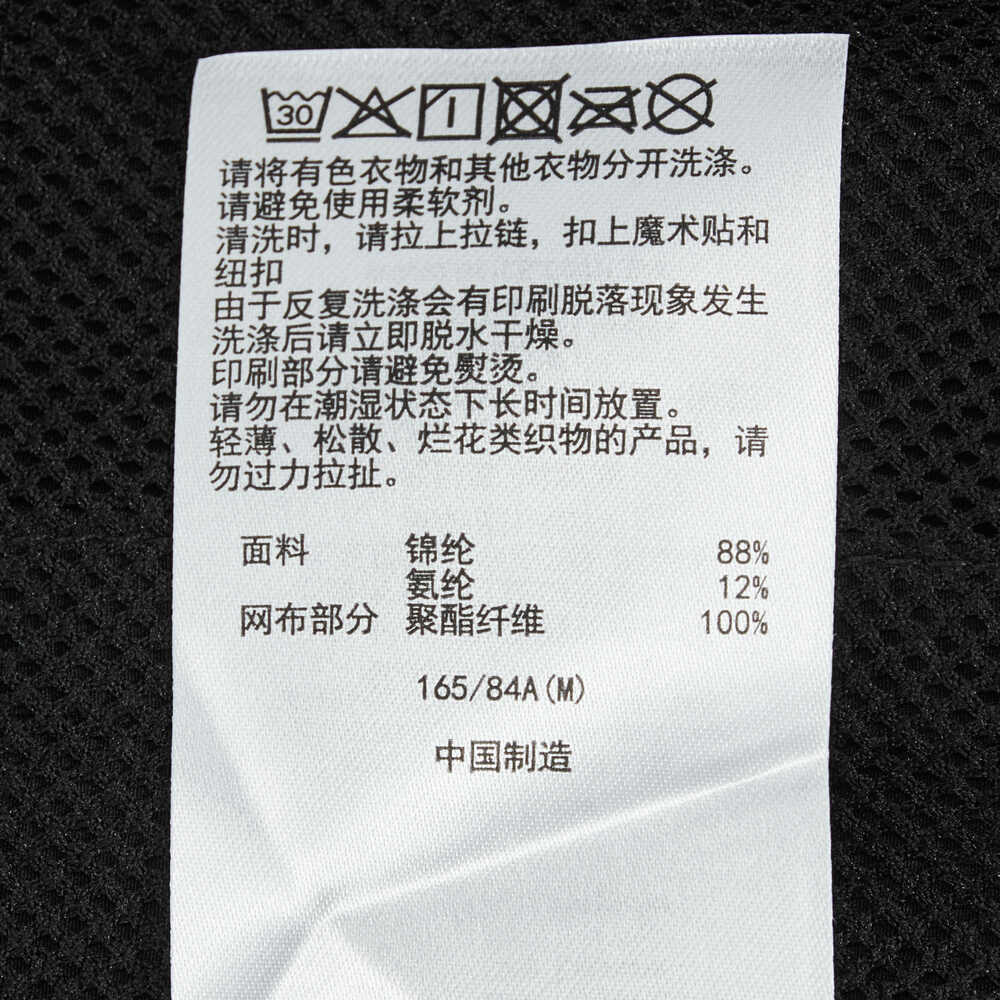 30
请将有色衣物和其他衣物分开洗涤。
请避免使用柔软剂。
清洗时，请拉上拉链，扣上魔术贴和
纽扣
由于反复洗涤会有印刷脱落现象发生
洗涤后请立即脱水干燥。
印刷部分请避免熨烫。
请勿在潮湿状态下长时间放置。
轻薄、松散、烂花类织物的产品，请
勿过力拉扯。
面料 锦纶 88%
氨纶 12%
网布部分 聚酯纤维 100%
165/84A(M)
中国制造